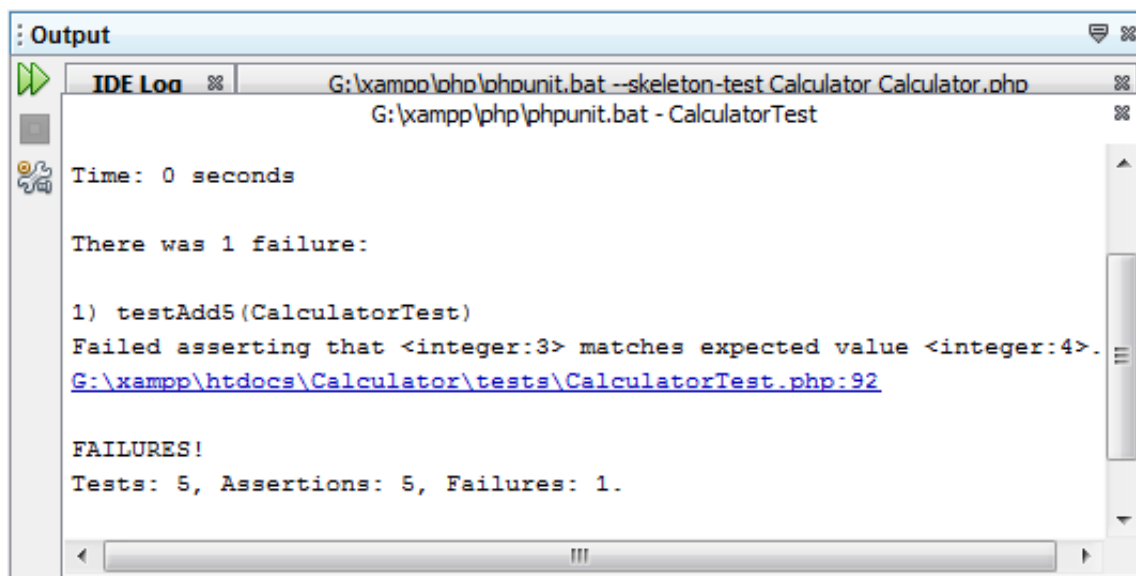 Output
IDE Log
G:\xampp\php\phpunit.bat --skeleton-test Calculator Calculator.php
G:\xampp\php\phpunit.bat - CalculatorTest
Time: 0 seconds
There was 1 failure:
1) testAdd5(CalculatorTest)
Failed asserting that <integer:3> matches expected value <integer:4>.
G:\xampp\htdocs\Calculator\tests\CalculatorTest.php:92
FAILURES!
Tests: 5, Assertions: 5, Failures: 1.